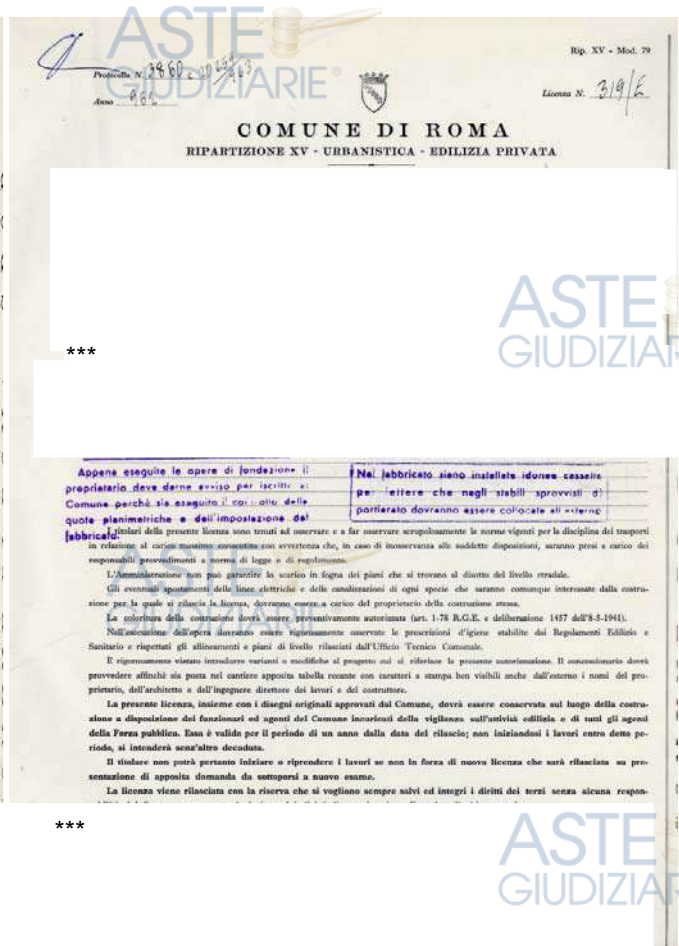 ASTE
GIUDIZIARIE®
Rip. XV - Mod. 79
Protocollo N. 3860
Anno 962
Licenza N. 319/E
COMUNE DI ROMA
RIPARTIZIONE XV - URBANISTICA - EDILIZIA PRIVATA
ASTE
GIUDIZIA
***
Appena eseguite le opere di fondazione il
proprietario deve darne avviso per iscritto al
Comune perchè sia eseguito il controllo delle
quote planimetriche e dell'impostazione del
fabbricato.
Nel fabbricato siano installate idonee cassette
per lettere che negli stabili sprovvisti di
portierato dovranno essere collocate all'esterno
I titolari della presente licenza sono tenuti ad osservare e a far osservare scrupolosamente le norme vigenti per la disciplina dei trasporti
in relazione al carico massimo consentito con avvertenza che, in caso di inosservanza alle suddette disposizioni, saranno presi a carico dei
responsabili provvedimenti a norma di legge e di regolamento.
L'Amministrazione non può garantire lo scarico in fogna dei piani che si trovano al disotto del livello stradale.
Gli eventuali spostamenti delle linee elettriche e delle canalizzazioni di ogni specie che saranno comunque interessate dalla costru-
zione per la quale si rilascia la licenza, dovranno essere a carico del proprietario della costruzione stessa.
La coloritura della costruzione dovrà essere preventivamente autorizzata (art. 1-78 R.G.E. e deliberazione 1457 dell'8-5-1941).
Nell'esecuzione dell'opera dovranno essere rigorosamente osservate le prescrizioni d'igiene stabilite dai Regolamenti Edilizio e
Sanitario e rispettati gli allineamenti e piani di livello rilasciati dall'Ufficio Tecnico Comunale.
È rigorosamente vietato introdurre varianti o modifiche al progetto cui si riferisce la presente autorizzazione. Il concessionario dovrà
provvedere affinchè sia posta nel cantiere apposita tabella recante con caratteri a stampa ben visibili anche dall'esterno i nomi del pro-
prietario, dell'architetto o dell'ingegnere direttore dei lavori e del costruttore.
La presente licenza, insieme con i disegni originali approvati dal Comune, dovrà essere conservata sul luogo della costru-
zione a disposizione dei funzionari ed agenti del Comune incaricati della vigilanza sull'attività edilizia e di tutti gli agenti
della Forza pubblica. Essa è valida per il periodo di un anno dalla data del rilascio; non iniziandosi i lavori entro detto pe-
riodo, si intenderà senz'altro decaduta.
Il titolare non potrà pertanto iniziare o riprendere i lavori se non in forza di nuova licenza che sarà rilasciata su pre-
sentazione di apposita domanda da sottoporsi a nuovo esame.
La licenza viene rilasciata con la riserva che si vogliano sempre salvi ed integri i diritti dei terzi senza alcuna respon-
ASTE
GIUDIZIARIE
***
ASTE
GIUDIZIAR